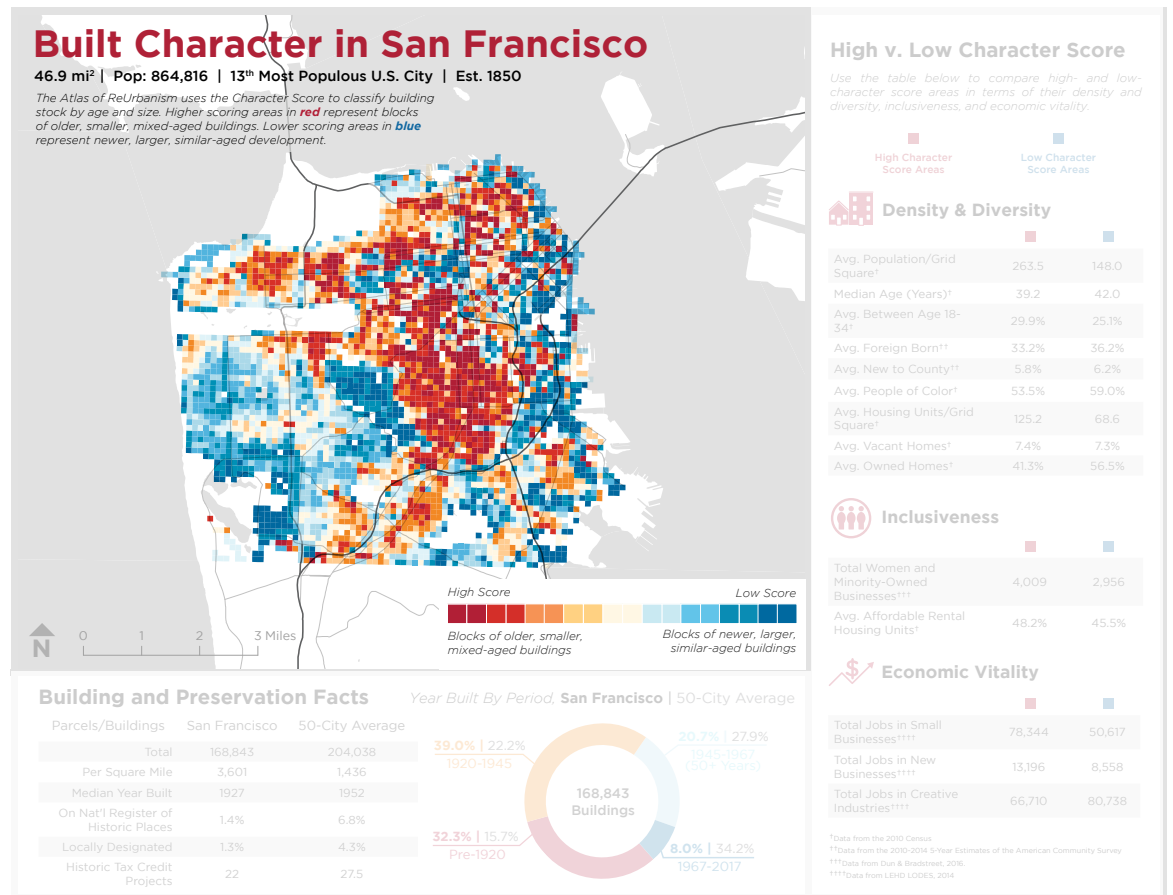 Built Character in San Francisco
46.9 mi² | Pop: 864,816 | 13th Most Populous U.S. City | Est. 1850
The Atlas of ReUrbanism uses the Character Score to classify building
stock by age and size. Higher scoring areas in red represent blocks
of older, smaller, mixed-aged buildings. Lower scoring areas in blue
represent newer, larger, similar-aged development.
High Score Low Score
Blocks of older, smaller, Blocks of newer, larger,
mixed-aged buildings similar-aged buildings
N
0 1 2 3 Miles
High v. Low Character Score
Use the table below to compare high- and low-
character score areas in terms of their density and
diversity, inclusiveness, and economic vitality.
High Character Low Character
Score Areas Score Areas
Density & Diversity
Avg. Population/Grid
Square† 263.5 148.0
Median Age (Years)† 39.2 42.0
Avg. Between Age 18-
34† 29.9% 25.1%
Avg. Foreign Born†† 33.2% 36.2%
Avg. New to County†† 5.8% 6.2%
Avg. People of Color† 53.5% 59.0%
Avg. Housing Units/Grid
Square† 125.2 68.6
Avg. Vacant Homes† 7.4% 7.3%
Avg. Owned Homes† 41.3% 56.5%
Inclusiveness
Total Women and
Minority-Owned 4,009 2,956
Businesses†††
Avg. Affordable Rental
Housing Units† 48.2% 45.5%
$
Economic Vitality
Total Jobs in Small
Businesses†††† 78,344 50,617
Total Jobs in New
Businesses†††† 13,196 8,558
Total Jobs in Creative
Industries†††† 66,710 80,738
†Data from the 2010 Census
††Data from the 2010-2014 5-Year Estimates of the American Community Survey
†††Data from Dun & Bradstreet, 2016.
††††Data from LEHD LODES, 2014
Building and Preservation Facts
Parcels/Buildings San Francisco 50-City Average
Total 168,843 204,038
Per Square Mile 3,601 1,436
Median Year Built 1927 1952
On Nat'l Register of
Historic Places 1.4% 6.8%
Locally Designated 1.3% 4.3%
Historic Tax Credit
Projects 22 27.5
Year Built By Period, San Francisco | 50-City Average
39.0% | 22.2%
1920-1945
20.7% | 27.9%
1945-1967
(50+ Years)
168,843
Buildings
32.3% | 15.7%
Pre-1920
8.0% | 34.2%
1967-2017